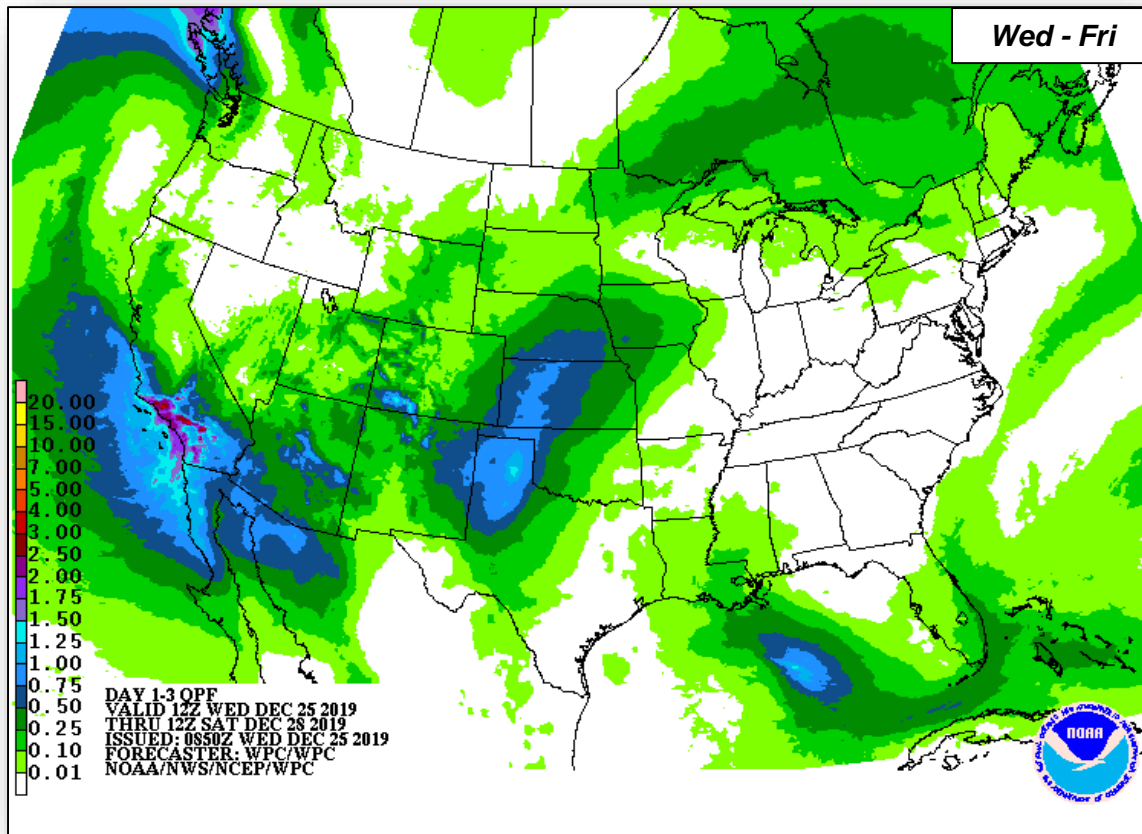 Wed - Fri
20.00
15.00
10.00
7.00
5.00
4.00
3.00
2.50
2.00
1.75
1.50
1.25
1.00
0.75
0.50
0.25
0.10
0.01
DAY 1-3 QPF
VALID 12Z WED DEC 25 2019
THRU 12Z SAT DEC 28 2019
ISSUED: 0850Z WED DEC 25 2019
FORECASTER: WPC/WPC
NOAA/NWS/NCEP/WPC
NOAA